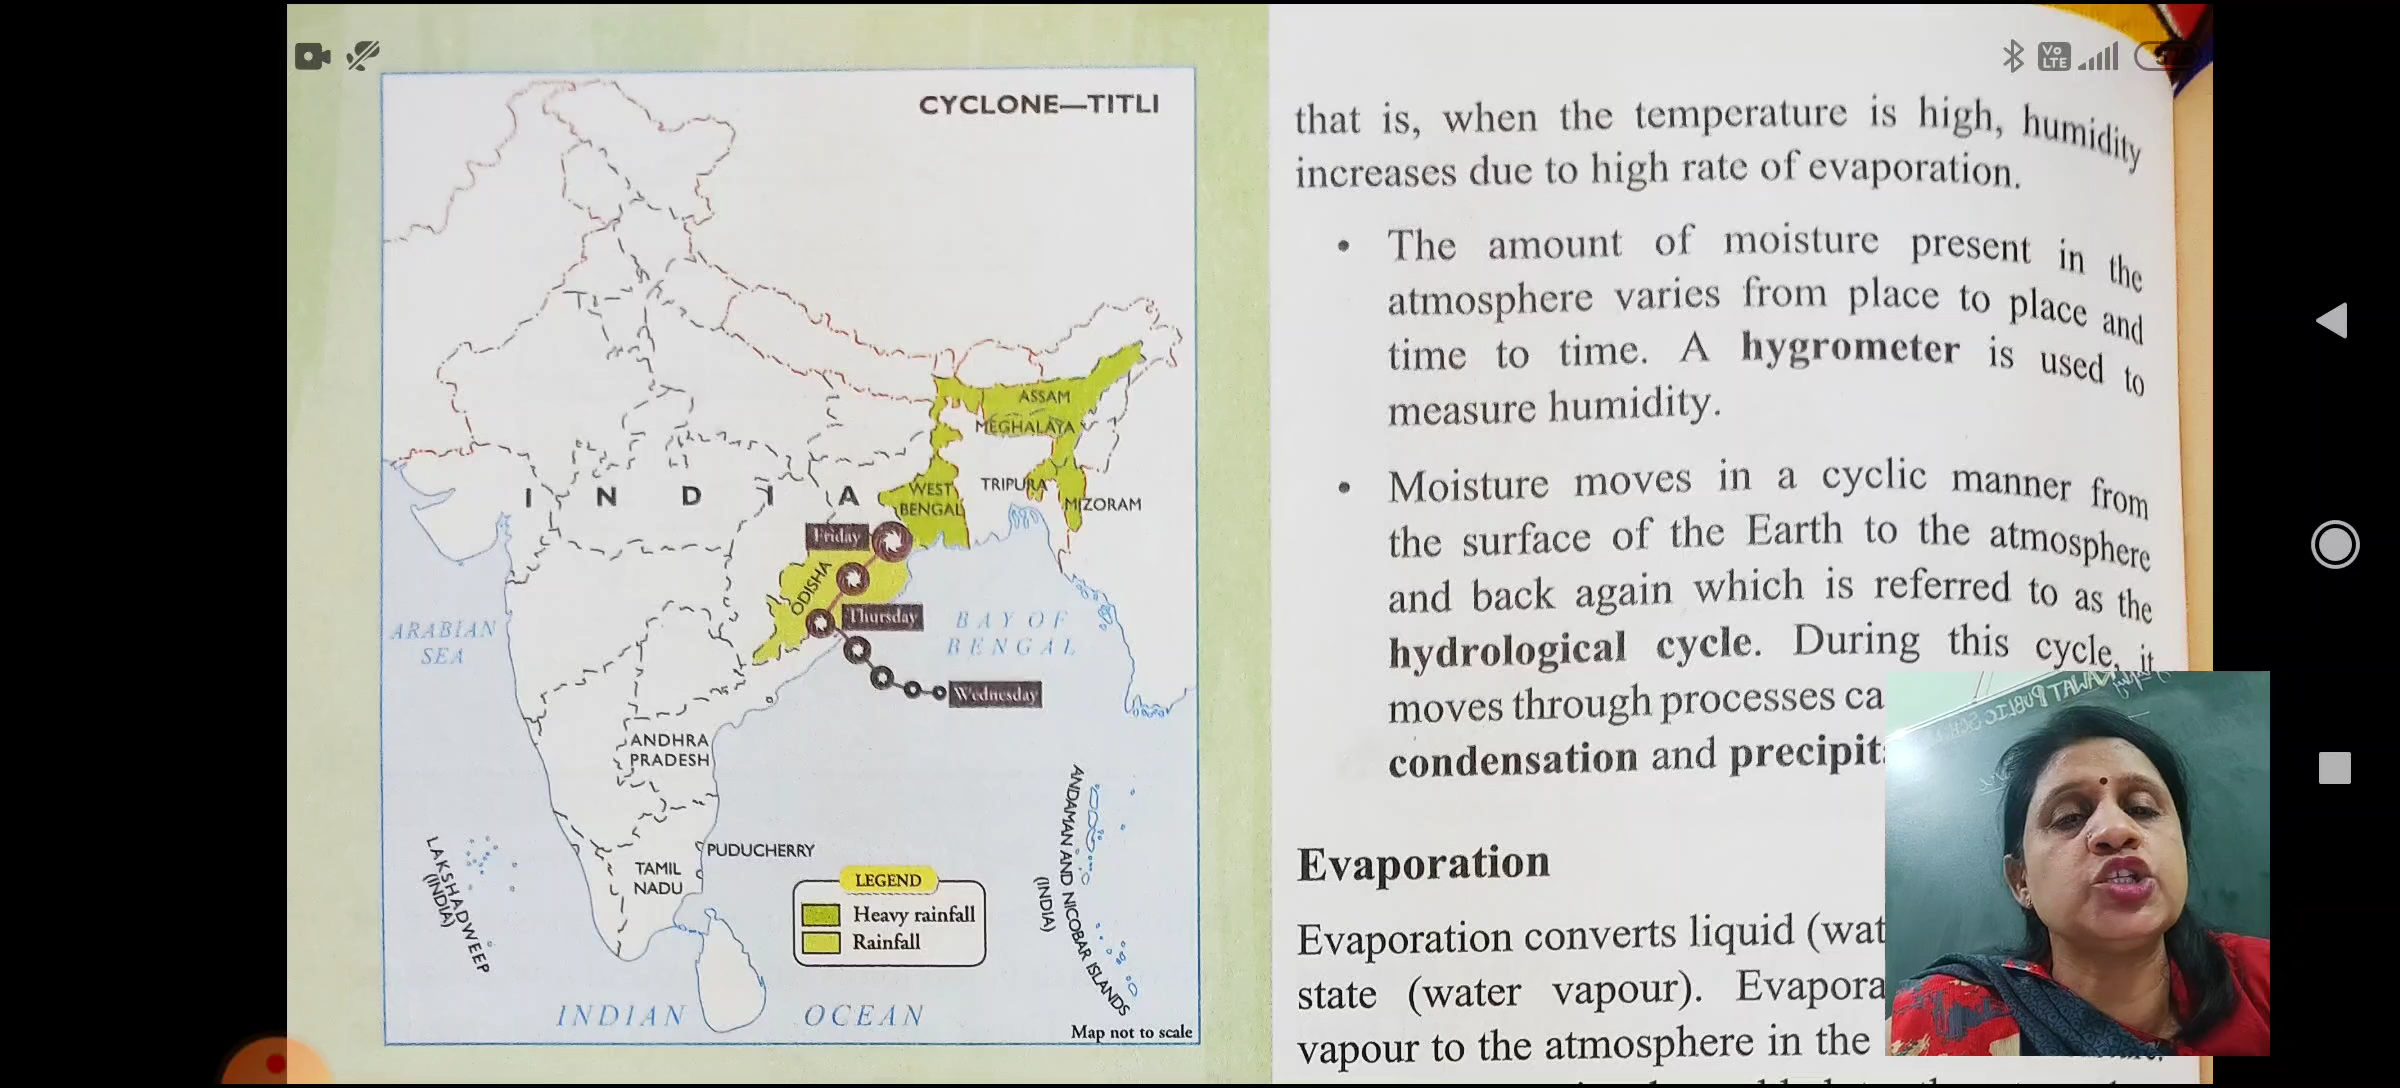 CYCLONE—TITLI
ASSAM
MEGHALAYA
WEST
BENGAL
TRIPURA
MIZORAM
I N D I A
Friday
ODISHA
Thursday
BAY OF
BENGAL
ARABIAN
SEA
Wednesday
ANDHRA
PRADESH
PUDUCHERRY
TAMIL
NADU
LAKSHADWEEP
(INDIA)
ANDAMAN AND NICOBAR ISLANDS
(INDIA)
LEGEND
Heavy rainfall
Rainfall
INDIAN OCEAN
Map not to scale
Vo
LTE
that is, when the temperature is high, humidity
increases due to high rate of evaporation.
• The amount of moisture present in the
atmosphere varies from place to place and
time to time. A hygrometer is used to
measure humidity.
• Moisture moves in a cyclic manner from
the surface of the Earth to the atmosphere
and back again which is referred to as the
hydrological cycle. During this cycle, it
moves through processes ca
condensation and precipit
Evaporation
Evaporation converts liquid (wat
state (water vapour). Evapora
vapour to the atmosphere in the